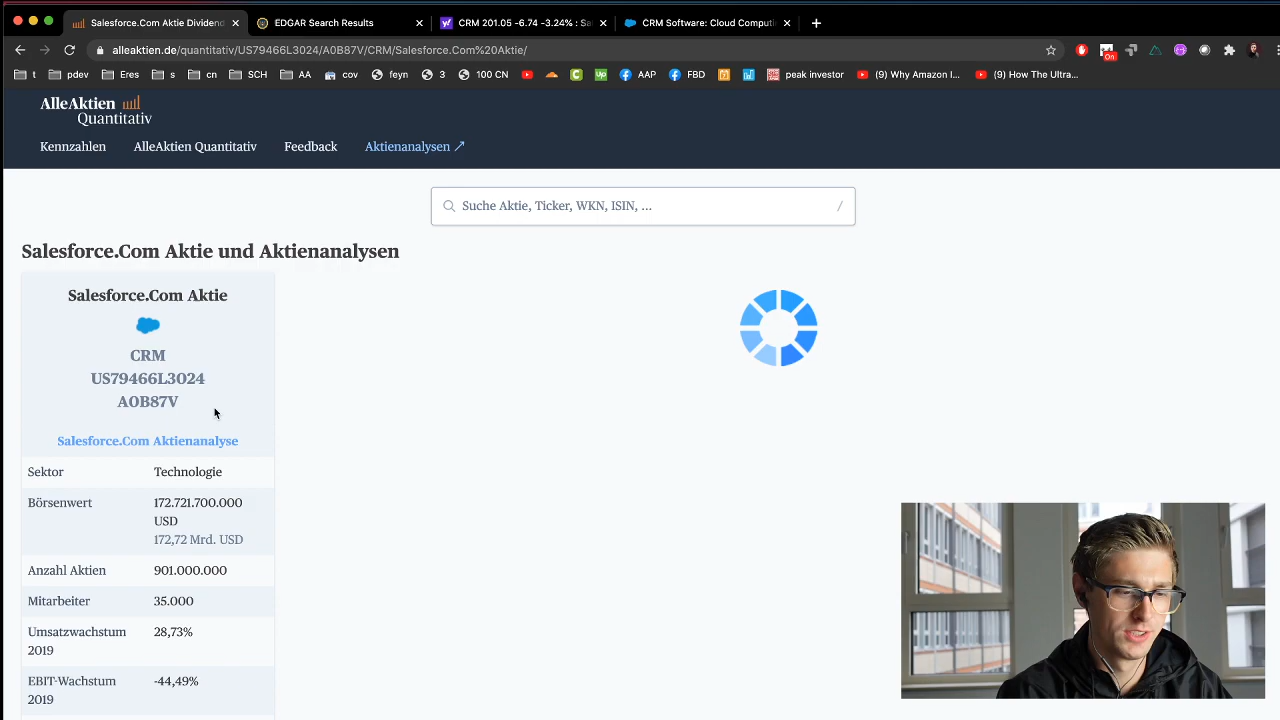 Salesforce.Com Aktie Dividend
EDGAR Search Results
CRM 201.05 -6.74 -3.24% : Sal
CRM Software: Cloud Computi
alleaktien.de/quantitativ/US79466L3024/A0B87V/CRM/Salesforce.Com%20Aktie/
On
t
pdev
Eres
s
cn
SCH
AA
cov
feyn
3
100 CN
AAP
FBD
peak investor
(9) Why Amazon I...
(9) How The Ultra...
AlleAktien
Quantitativ
Kennzahlen
AlleAktien Quantitativ
Feedback
Aktienanalysen ↗
Suche Aktie, Ticker, WKN, ISIN, ... /
Salesforce.Com Aktie und Aktienanalysen
Salesforce.Com Aktie
CRM
US79466L3024
A0B87V
Salesforce.Com Aktienanalyse
Sektor Technologie
Börsenwert 172.721.700.000
USD
172,72 Mrd. USD
Anzahl Aktien 901.000.000
Mitarbeiter 35.000
Umsatzwachstum 28,73%
2019
EBIT-Wachstum -44,49%
2019